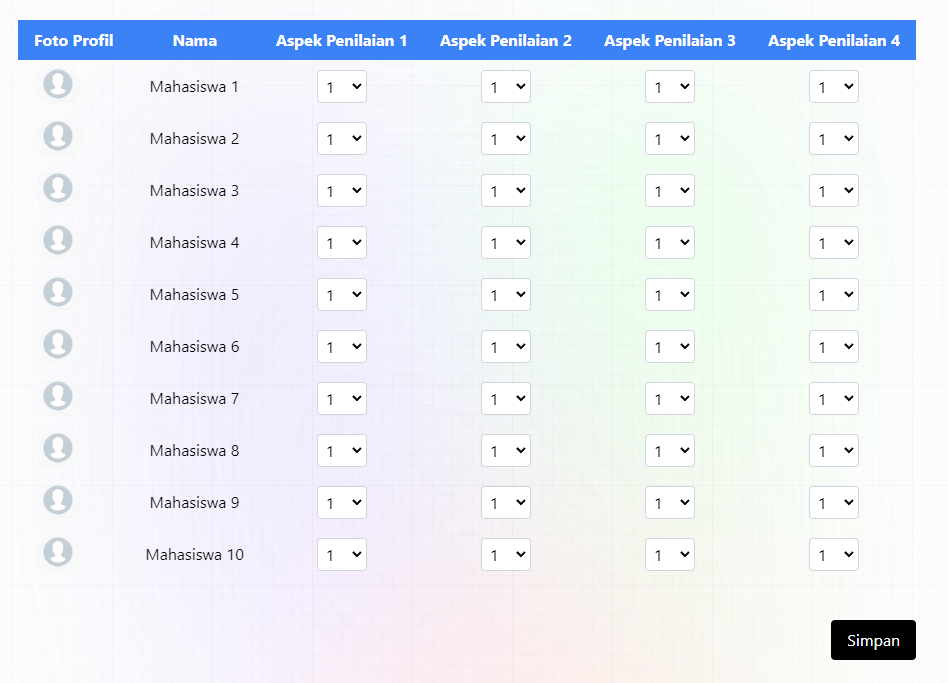 Foto Profil Nama Aspek Penilaian 1 Aspek Penilaian 2 Aspek Penilaian 3 Aspek Penilaian 4
Mahasiswa 1 1 1 1 1
Mahasiswa 2 1 1 1 1
Mahasiswa 3 1 1 1 1
Mahasiswa 4 1 1 1 1
Mahasiswa 5 1 1 1 1
Mahasiswa 6 1 1 1 1
Mahasiswa 7 1 1 1 1
Mahasiswa 8 1 1 1 1
Mahasiswa 9 1 1 1 1
Mahasiswa 10 1 1 1 1
Simpan